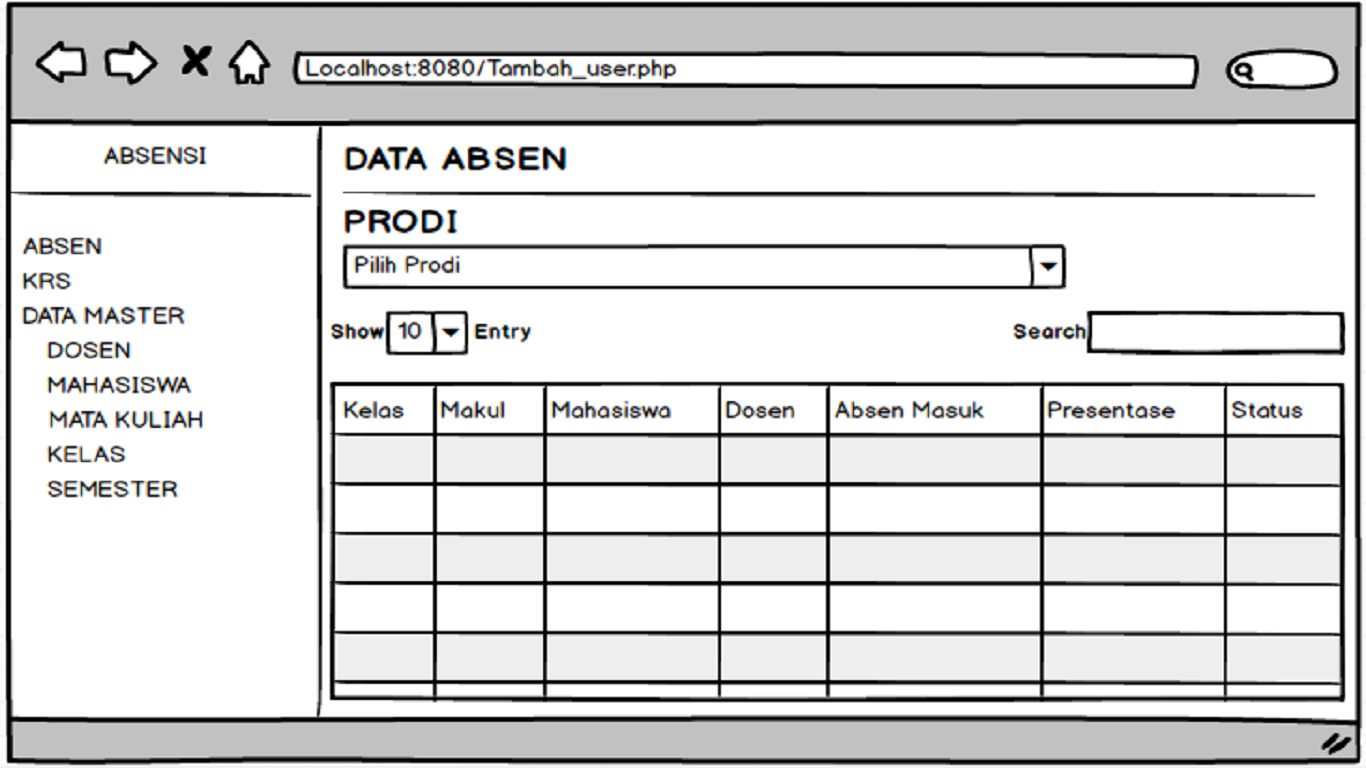 Localhost:8080/Tambah_user.php
ABSENSI
ABSEN
KRS
DATA MASTER
DOSEN
MAHASISWA
MATA KULIAH
KELAS
SEMESTER
DATA ABSEN
PRODI
Pilih Prodi
Show 10 Entry
Search
Kelas Makul Mahasiswa Dosen Absen Masuk Presentase Status